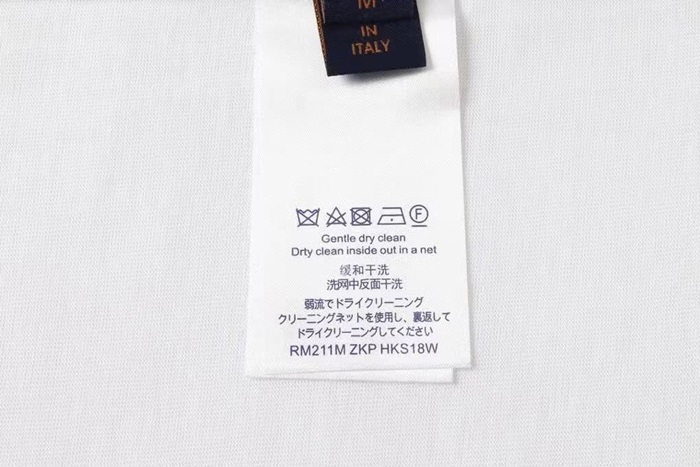 M
IN
ITALY
F
Gentle dry clean
Drty clean inside out in a net
缓和干洗
洗网中反面干洗
弱流でドライクリーニング
クリーニングネットを使用し、裏返して
ドライクリーニングしてください
RM211M ZKP HKS18W